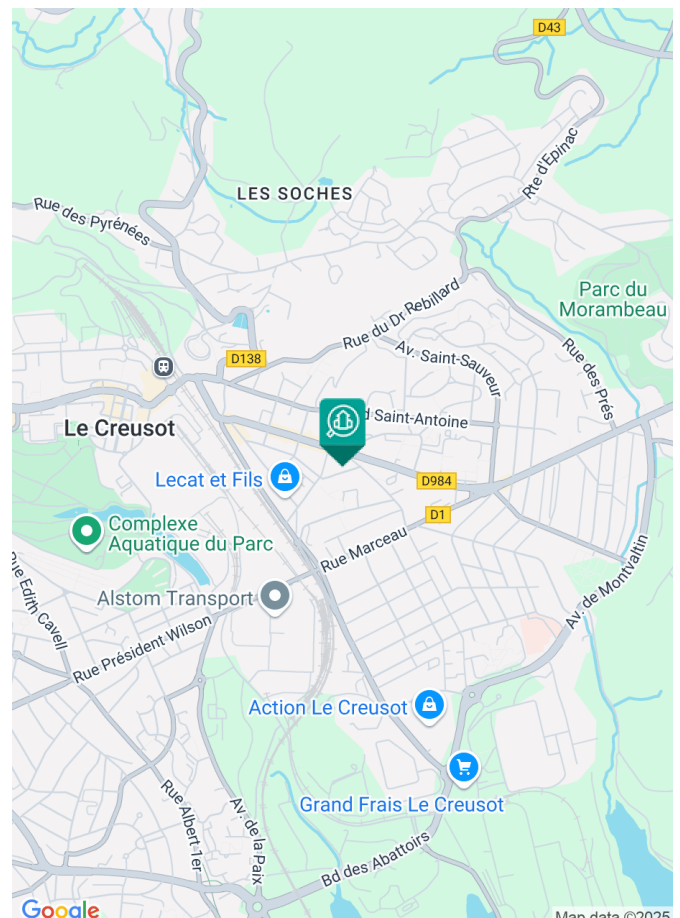 D43
Rte d'Epinac
LES SOCHES
Rue des Pyrénées
Parc du
Morambeau
Rue du Dr Rebillard
Av. Saint-Sauveur
Rue des Prés
D138
Saint-Antoine
Le Creusot
Lecat et Fils
D984
D1
Complexe
Aquatique du Parc
Rue Marceau
Rue Edith Cavell
Alstom Transport
Av. de Montvaltin
Rue Président Wilson
Action Le Creusot
Grand Frais Le Creusot
Rue Albert 1er
Av. de la Paix
Bd des Abattoirs
Google
Map data ©2025